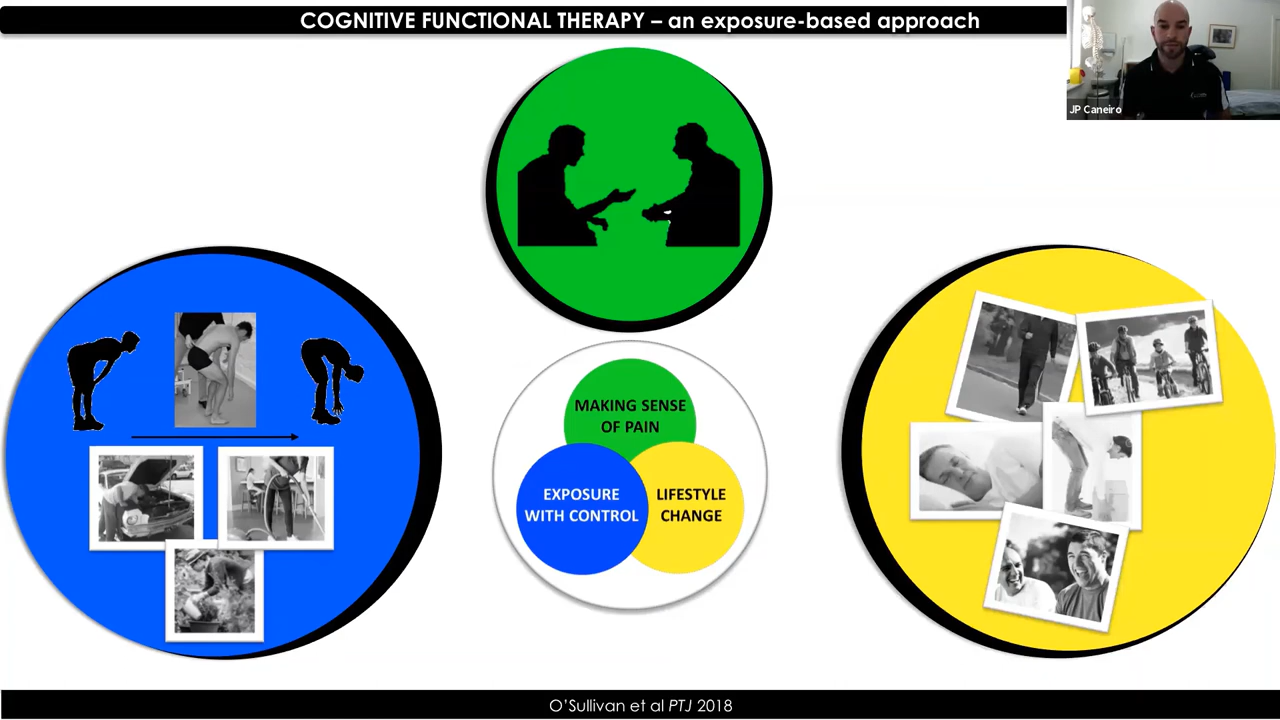 COGNITIVE FUNCTIONAL THERAPY – an exposure-based approach
JP Caneiro
MAKING SENSE
OF PAIN
EXPOSURE
WITH CONTROL
LIFESTYLE
CHANGE
O'Sullivan et al PTJ 2018